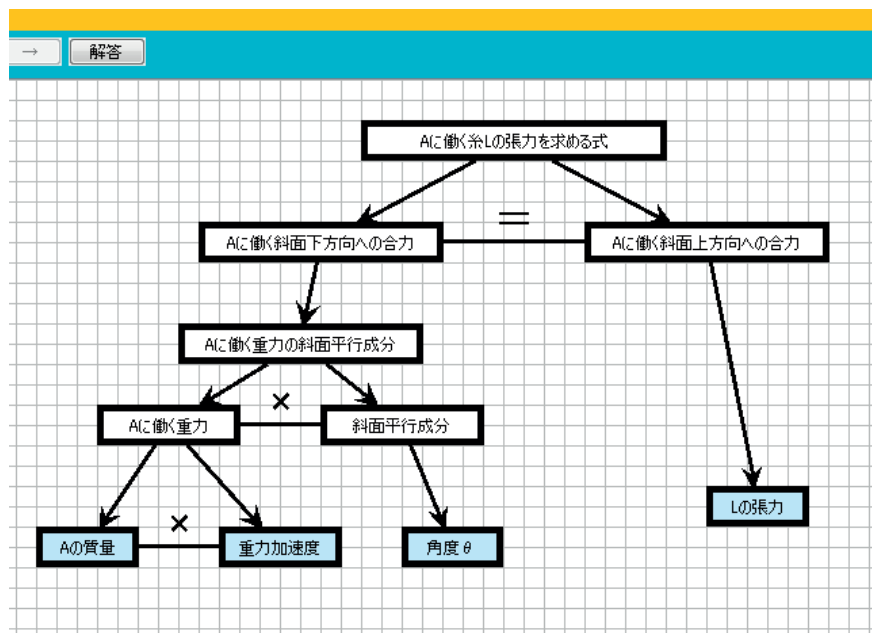 → 解答
Aに働く糸Lの張力を求める式
=
Aに働く斜面下方向への合力
Aに働く斜面上方向への合力
Aに働く重力の斜面平行成分
×
Aに働く重力
斜面平行成分
Lの張力
×
Aの質量
重力加速度
角度θ